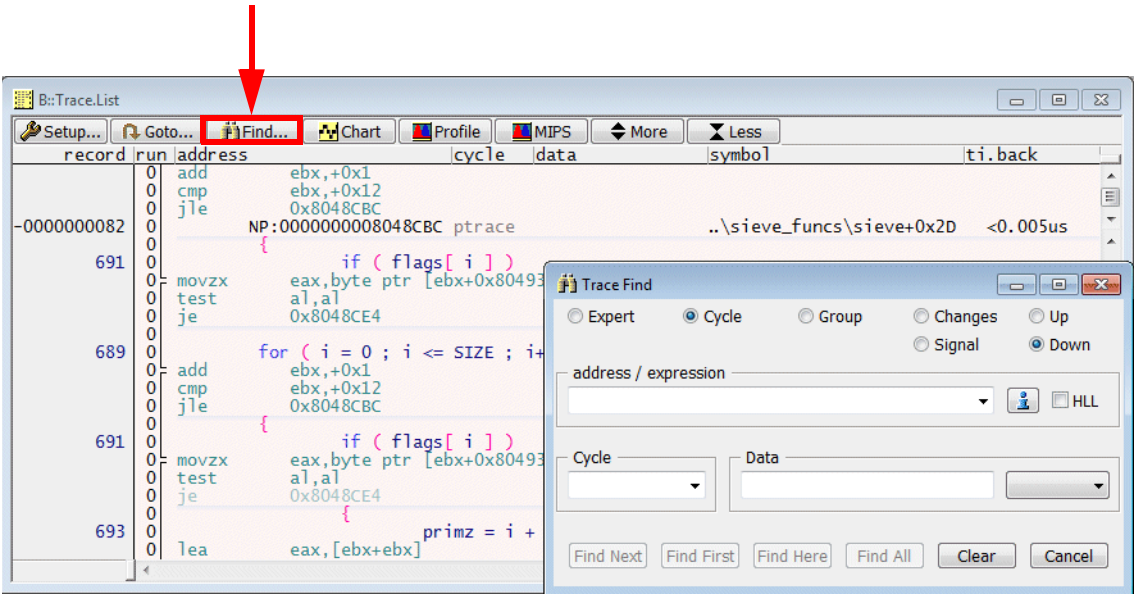 B::Trace.List
Setup... Goto... Find... Chart Profile MIPS More Less
record run address cycle data symbol ti.back
0 add ebx,+0x1
0 cmp ebx,+0x12
0 jle 0x8048CBC
-0000000082 0 NP:0000000008048CBC ptrace ..\sieve_funcs\sieve+0x2D <0.005us
0 {
691 0 if ( flags[ i ] )
0 movzx eax,byte ptr [ebx+0x80493
0 test al,al
0 je 0x8048CE4
0
689 0 for ( i = 0 ; i <= SIZE ; i+
0 add ebx,+0x1
0 cmp ebx,+0x12
0 jle 0x8048CBC
0 {
691 0 if ( flags[ i ] )
0 movzx eax,byte ptr [ebx+0x80493
0 test al,al
0 je 0x8048CE4
0 {
693 0 primz = i +
0 lea eax,[ebx+ebx]
Trace Find
Expert Cycle Group Changes Up
Signal Down
address / expression
HLL
Cycle Data
Find Next Find First Find Here Find All Clear Cancel